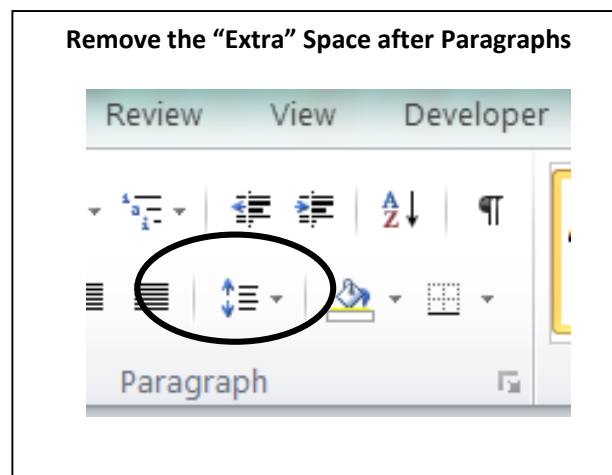 Remove the “Extra” Space after Paragraphs
Review View Developer
A
Z
¶
Paragraph